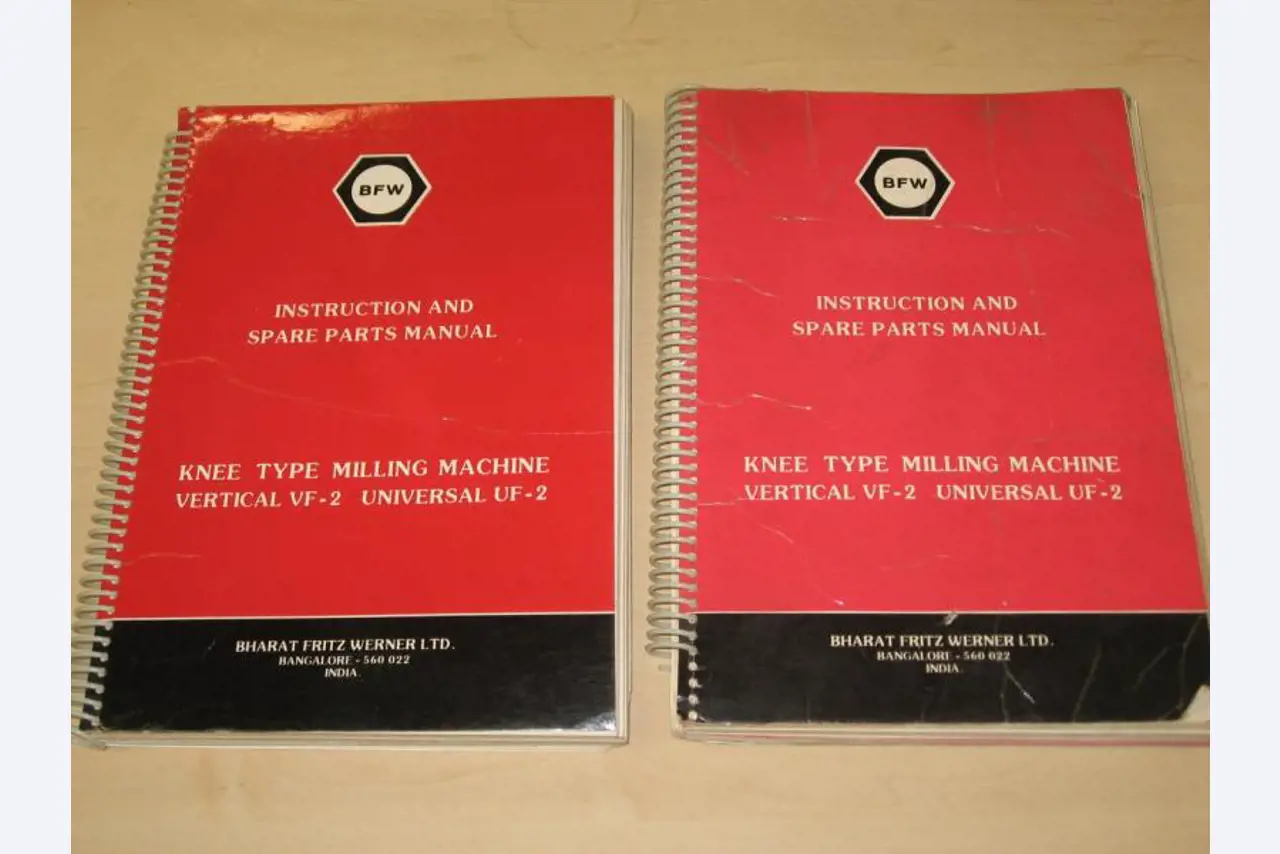 BFW
INSTRUCTION AND
SPARE PARTS MANUAL
KNEE TYPE MILLING MACHINE
VERTICAL VF-2 UNIVERSAL UF-2
BHARAT FRITZ WERNER LTD.
BANGALORE - 560 022
INDIA.
BFW
INSTRUCTION AND
SPARE PARTS MANUAL
KNEE TYPE MILLING MACHINE
VERTICAL VF-2 UNIVERSAL UF-2
BHARAT FRITZ WERNER LTD.
BANGALORE - 560 022
INDIA.